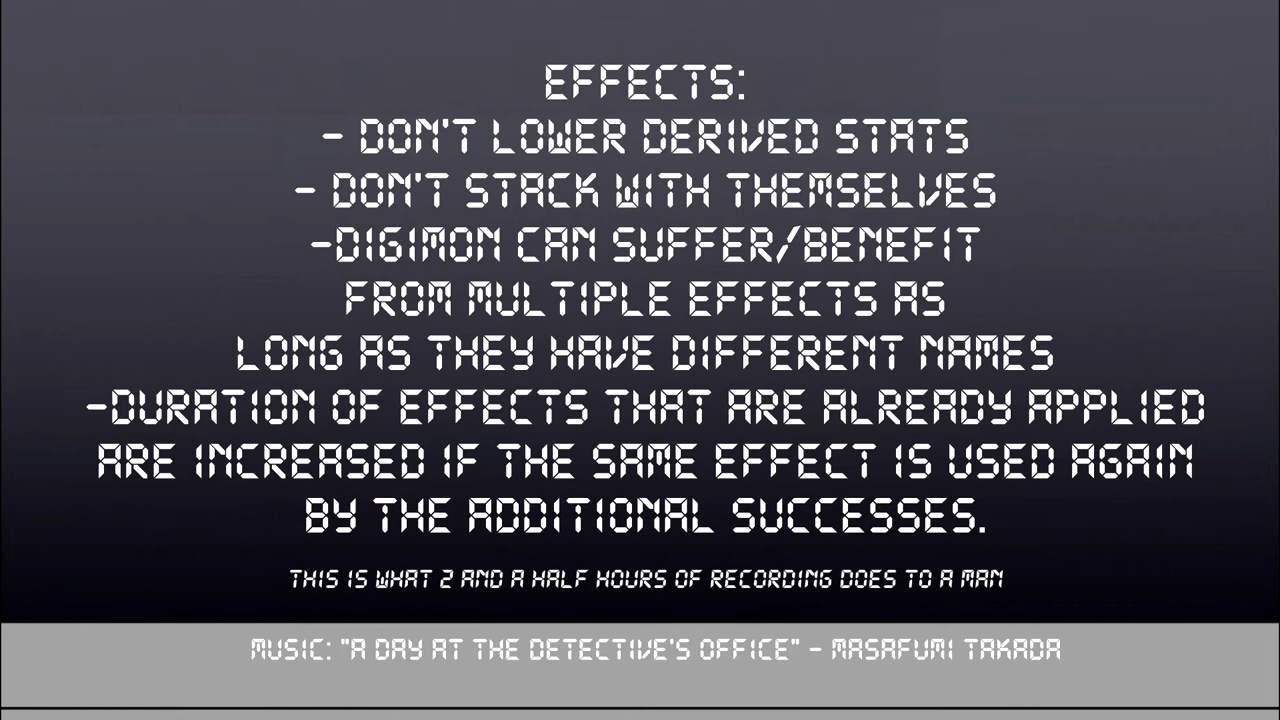 EFFECTS:
- DON'T LOWER DERIVED STATS
- DON'T STACK WITH THEMSELVES
-DIGIMON CAN SUFFER/BENEFIT
FROM MULTIPLE EFFECTS AS
LONG AS THEY HAVE DIFFERENT NAMES
-DURATION OF EFFECTS THAT ARE ALREADY APPLIED
ARE INCREASED IF THE SAME EFFECT IS USED AGAIN
BY THE ADDITIONAL SUCCESSES.
THIS IS WHAT 2 AND A HALF HOURS OF RECORDING DOES TO A MAN
MUSIC: "A DAY AT THE DETECTIVE'S OFFICE" - MASAFUMI TAKADA